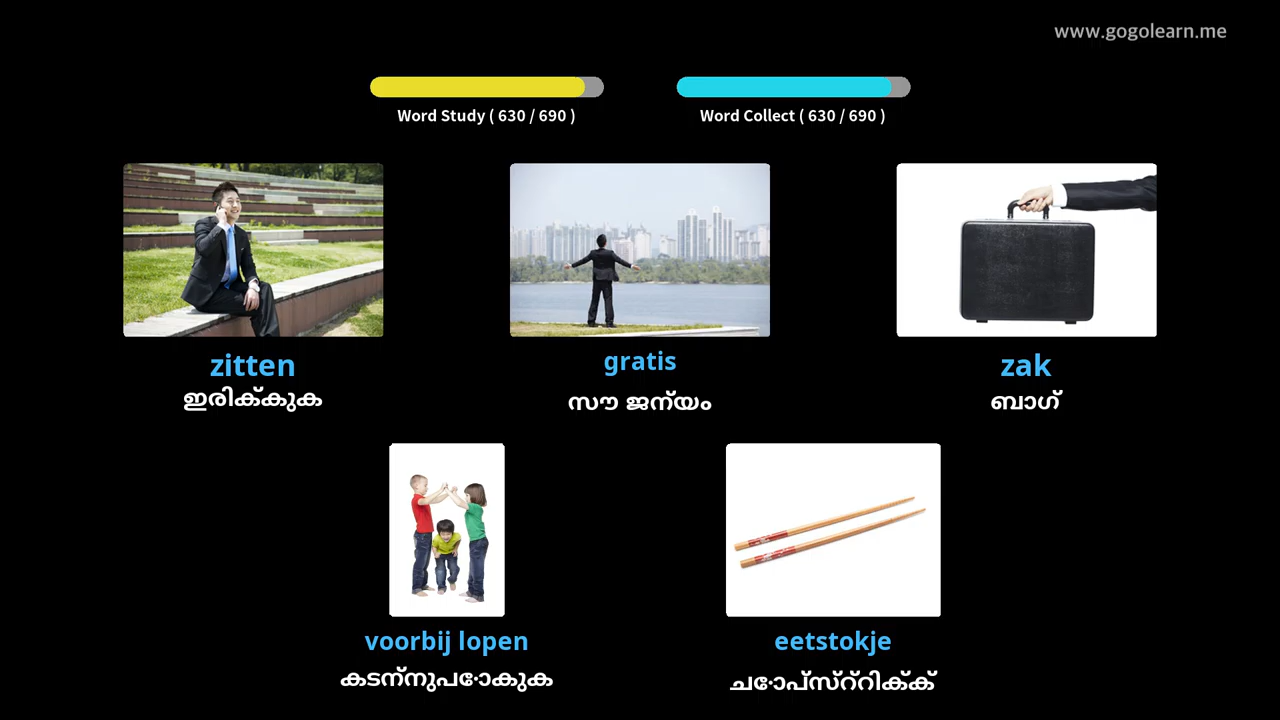 www.gogolearn.me
Word Study ( 630 / 690 )
Word Collect ( 630 / 690 )
zitten
ഇരിക്കുക
gratis
സൗ ജന്യം
zak
ബാഗ്
voorbij lopen
കടന്നുപോകുക
eetstokje
ചോപ്സ്റ്റിക്ക്